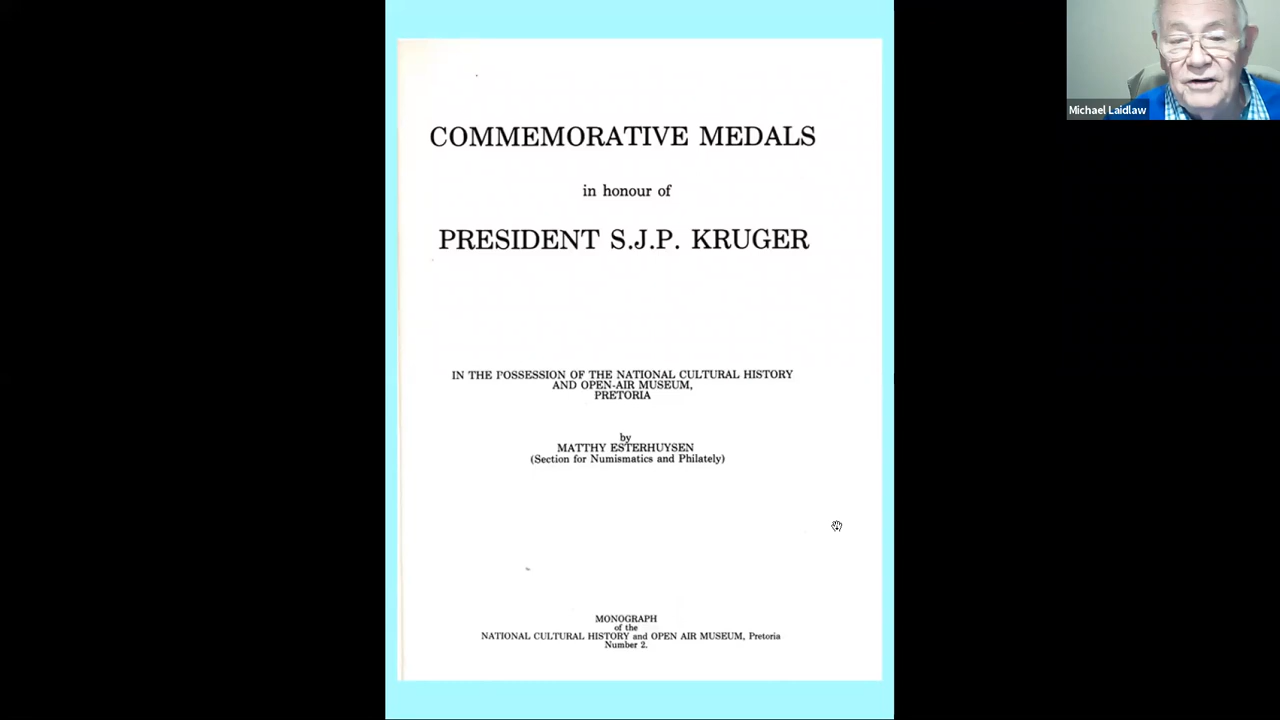 COMMEMORATIVE MEDALS
in honour of
PRESIDENT S.J.P. KRUGER
IN THE POSSESSION OF THE NATIONAL CULTURAL HISTORY
AND OPEN-AIR MUSEUM,
PRETORIA
by
MATTHY ESTERHUYSEN
(Section for Numismatics and Philately)
MONOGRAPH
of the
NATIONAL CULTURAL HISTORY and OPEN AIR MUSEUM, Pretoria
Number 2.
Michael Laidlaw